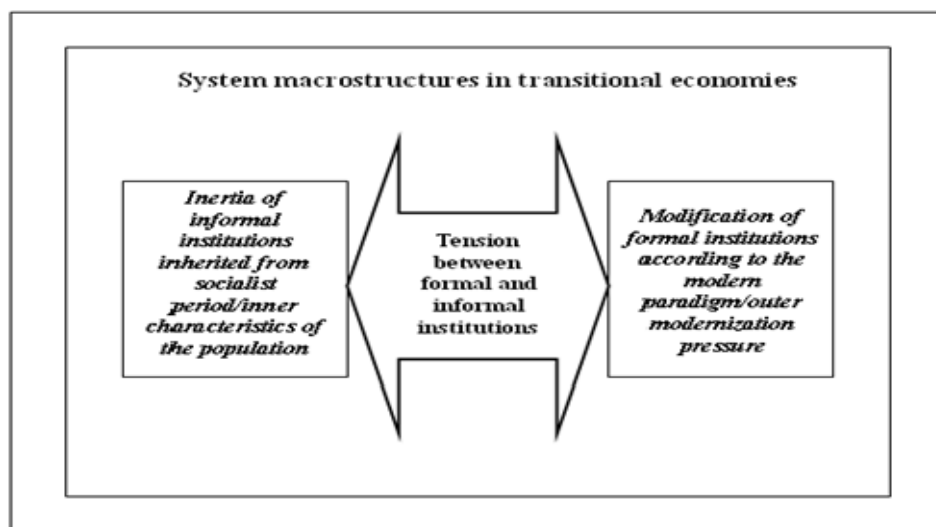 System macrostructures in transitional economies
Inertia of
informal
institutions
inherited from
socialist
period/inner
characteristics of
the population
Tension
between
formal and
informal
institutions
Modification of
formal institutions
according to the
modern
paradigm/outer
modernization
pressure